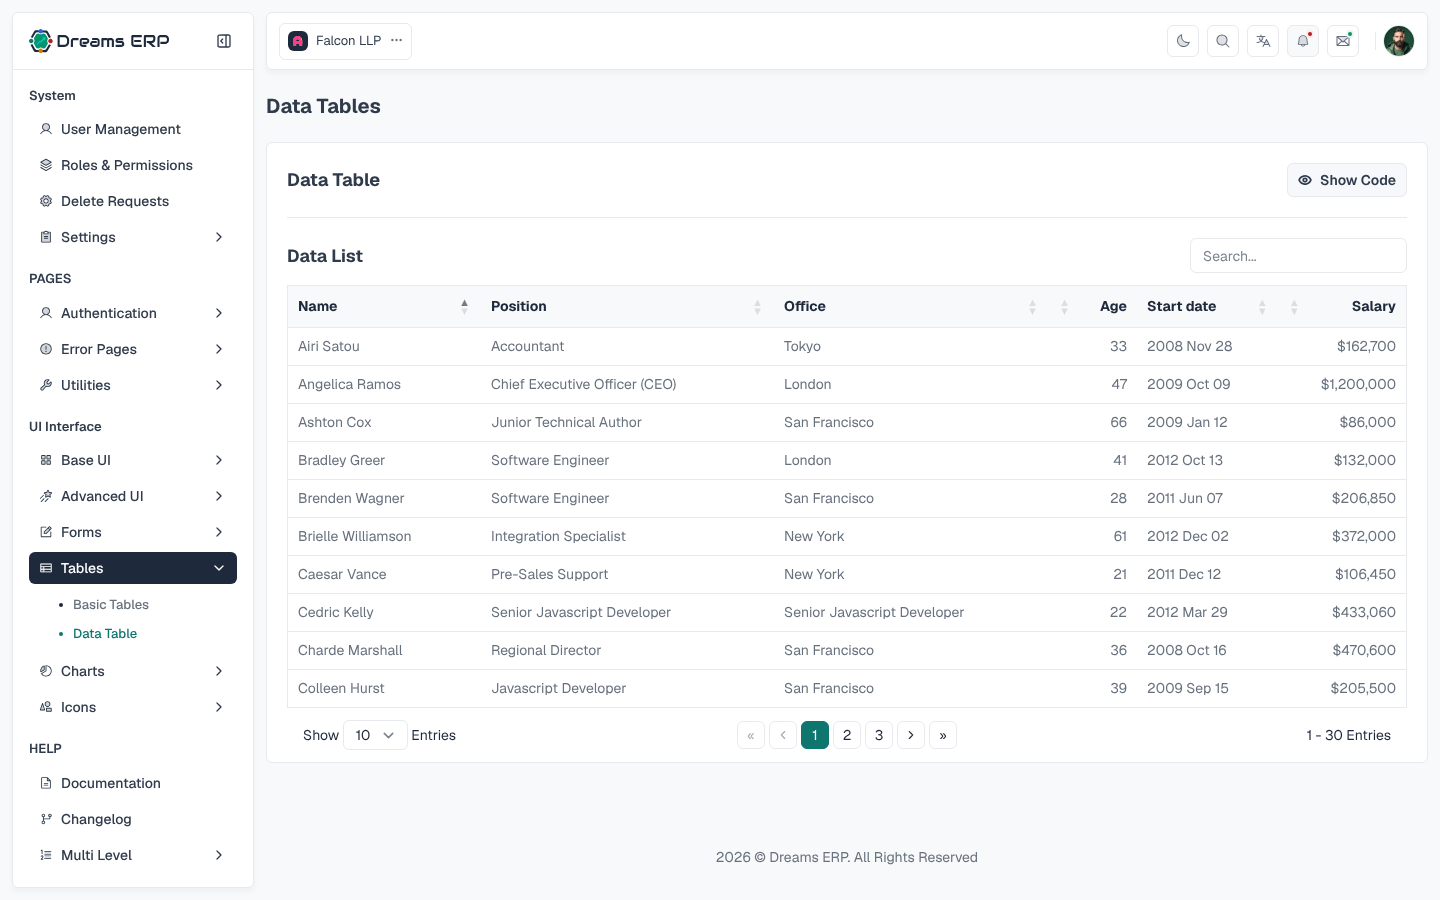 Dreams ERP
Falcon LLP
System
User Management
Roles & Permissions
Delete Requests
Settings
PAGES
Authentication
Error Pages
Utilities
UI Interface
Base UI
Advanced UI
Forms
Tables
Basic Tables
Data Table
Charts
Icons
HELP
Documentation
Changelog
Multi Level
Data Tables
Data Table
Show Code
Data List
Search...
Name Position Office Age Start date Salary
Airi Satou Accountant Tokyo 33 2008 Nov 28 $162,700
Angelica Ramos Chief Executive Officer (CEO) London 47 2009 Oct 09 $1,200,000
Ashton Cox Junior Technical Author San Francisco 66 2009 Jan 12 $86,000
Bradley Greer Software Engineer London 41 2012 Oct 13 $132,000
Brenden Wagner Software Engineer San Francisco 28 2011 Jun 07 $206,850
Brielle Williamson Integration Specialist New York 61 2012 Dec 02 $372,000
Caesar Vance Pre-Sales Support New York 21 2011 Dec 12 $106,450
Cedric Kelly Senior Javascript Developer Senior Javascript Developer 22 2012 Mar 29 $433,060
Charde Marshall Regional Director San Francisco 36 2008 Oct 16 $470,600
Colleen Hurst Javascript Developer San Francisco 39 2009 Sep 15 $205,500
Show 10 Entries « ‹ 1 2 3 › » 1 - 30 Entries
2026 © Dreams ERP. All Rights Reserved